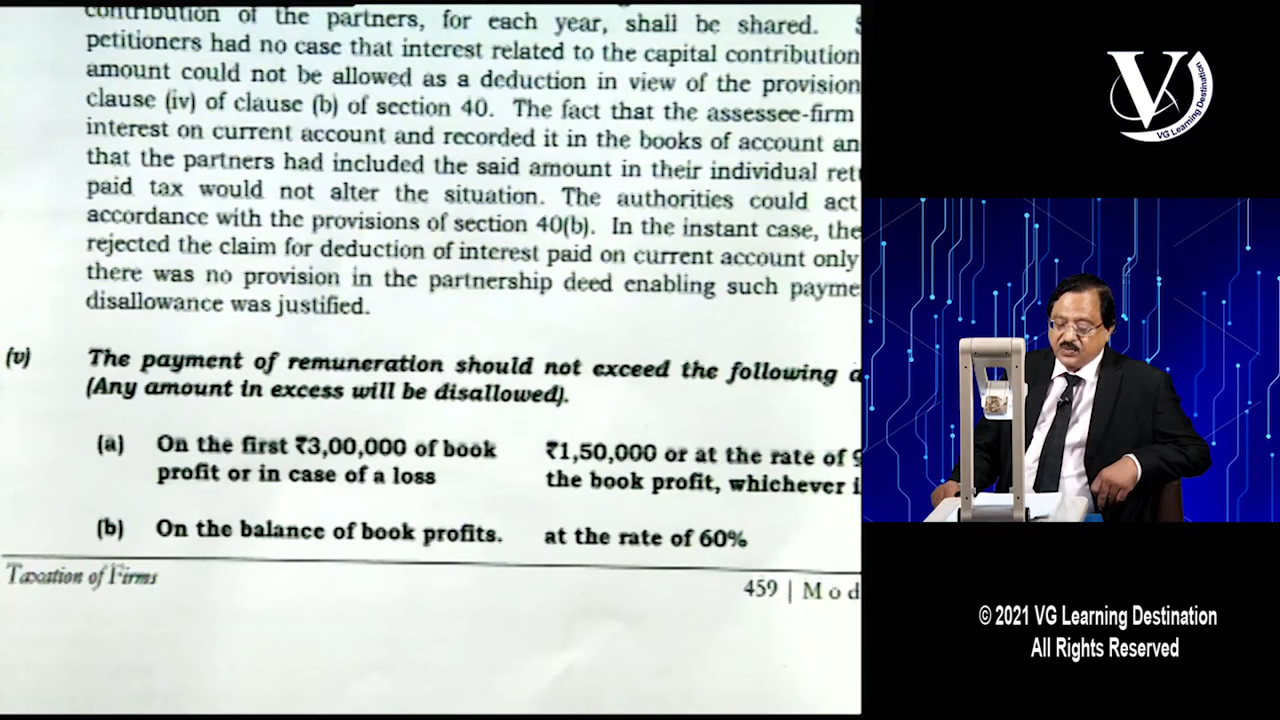 contribution of the partners, for each year, shall be shared.
petitioners had no case that interest related to the capital contribution
amount could not be allowed as a deduction in view of the provision
clause (iv) of clause (b) of section 40. The fact that the assessee-firm
interest on current account and recorded it in the books of account an
that the partners had included the said amount in their individual ret
paid tax would not alter the situation. The authorities could act
accordance with the provisions of section 40(b). In the instant case, the
rejected the claim for deduction of interest paid on current account only
there was no provision in the partnership deed enabling such payme
disallowance was justified.
(v) The payment of remuneration should not exceed the following a
(Any amount in excess will be disallowed).
(a) On the first ₹3,00,000 of book ₹1,50,000 or at the rate of 9
profit or in case of a loss the book profit, whichever i
(b) On the balance of book profits. at the rate of 60%
Taxation of Firms
459 | M o d
V
VG Learning Destination
© 2021 VG Learning Destination
All Rights Reserved